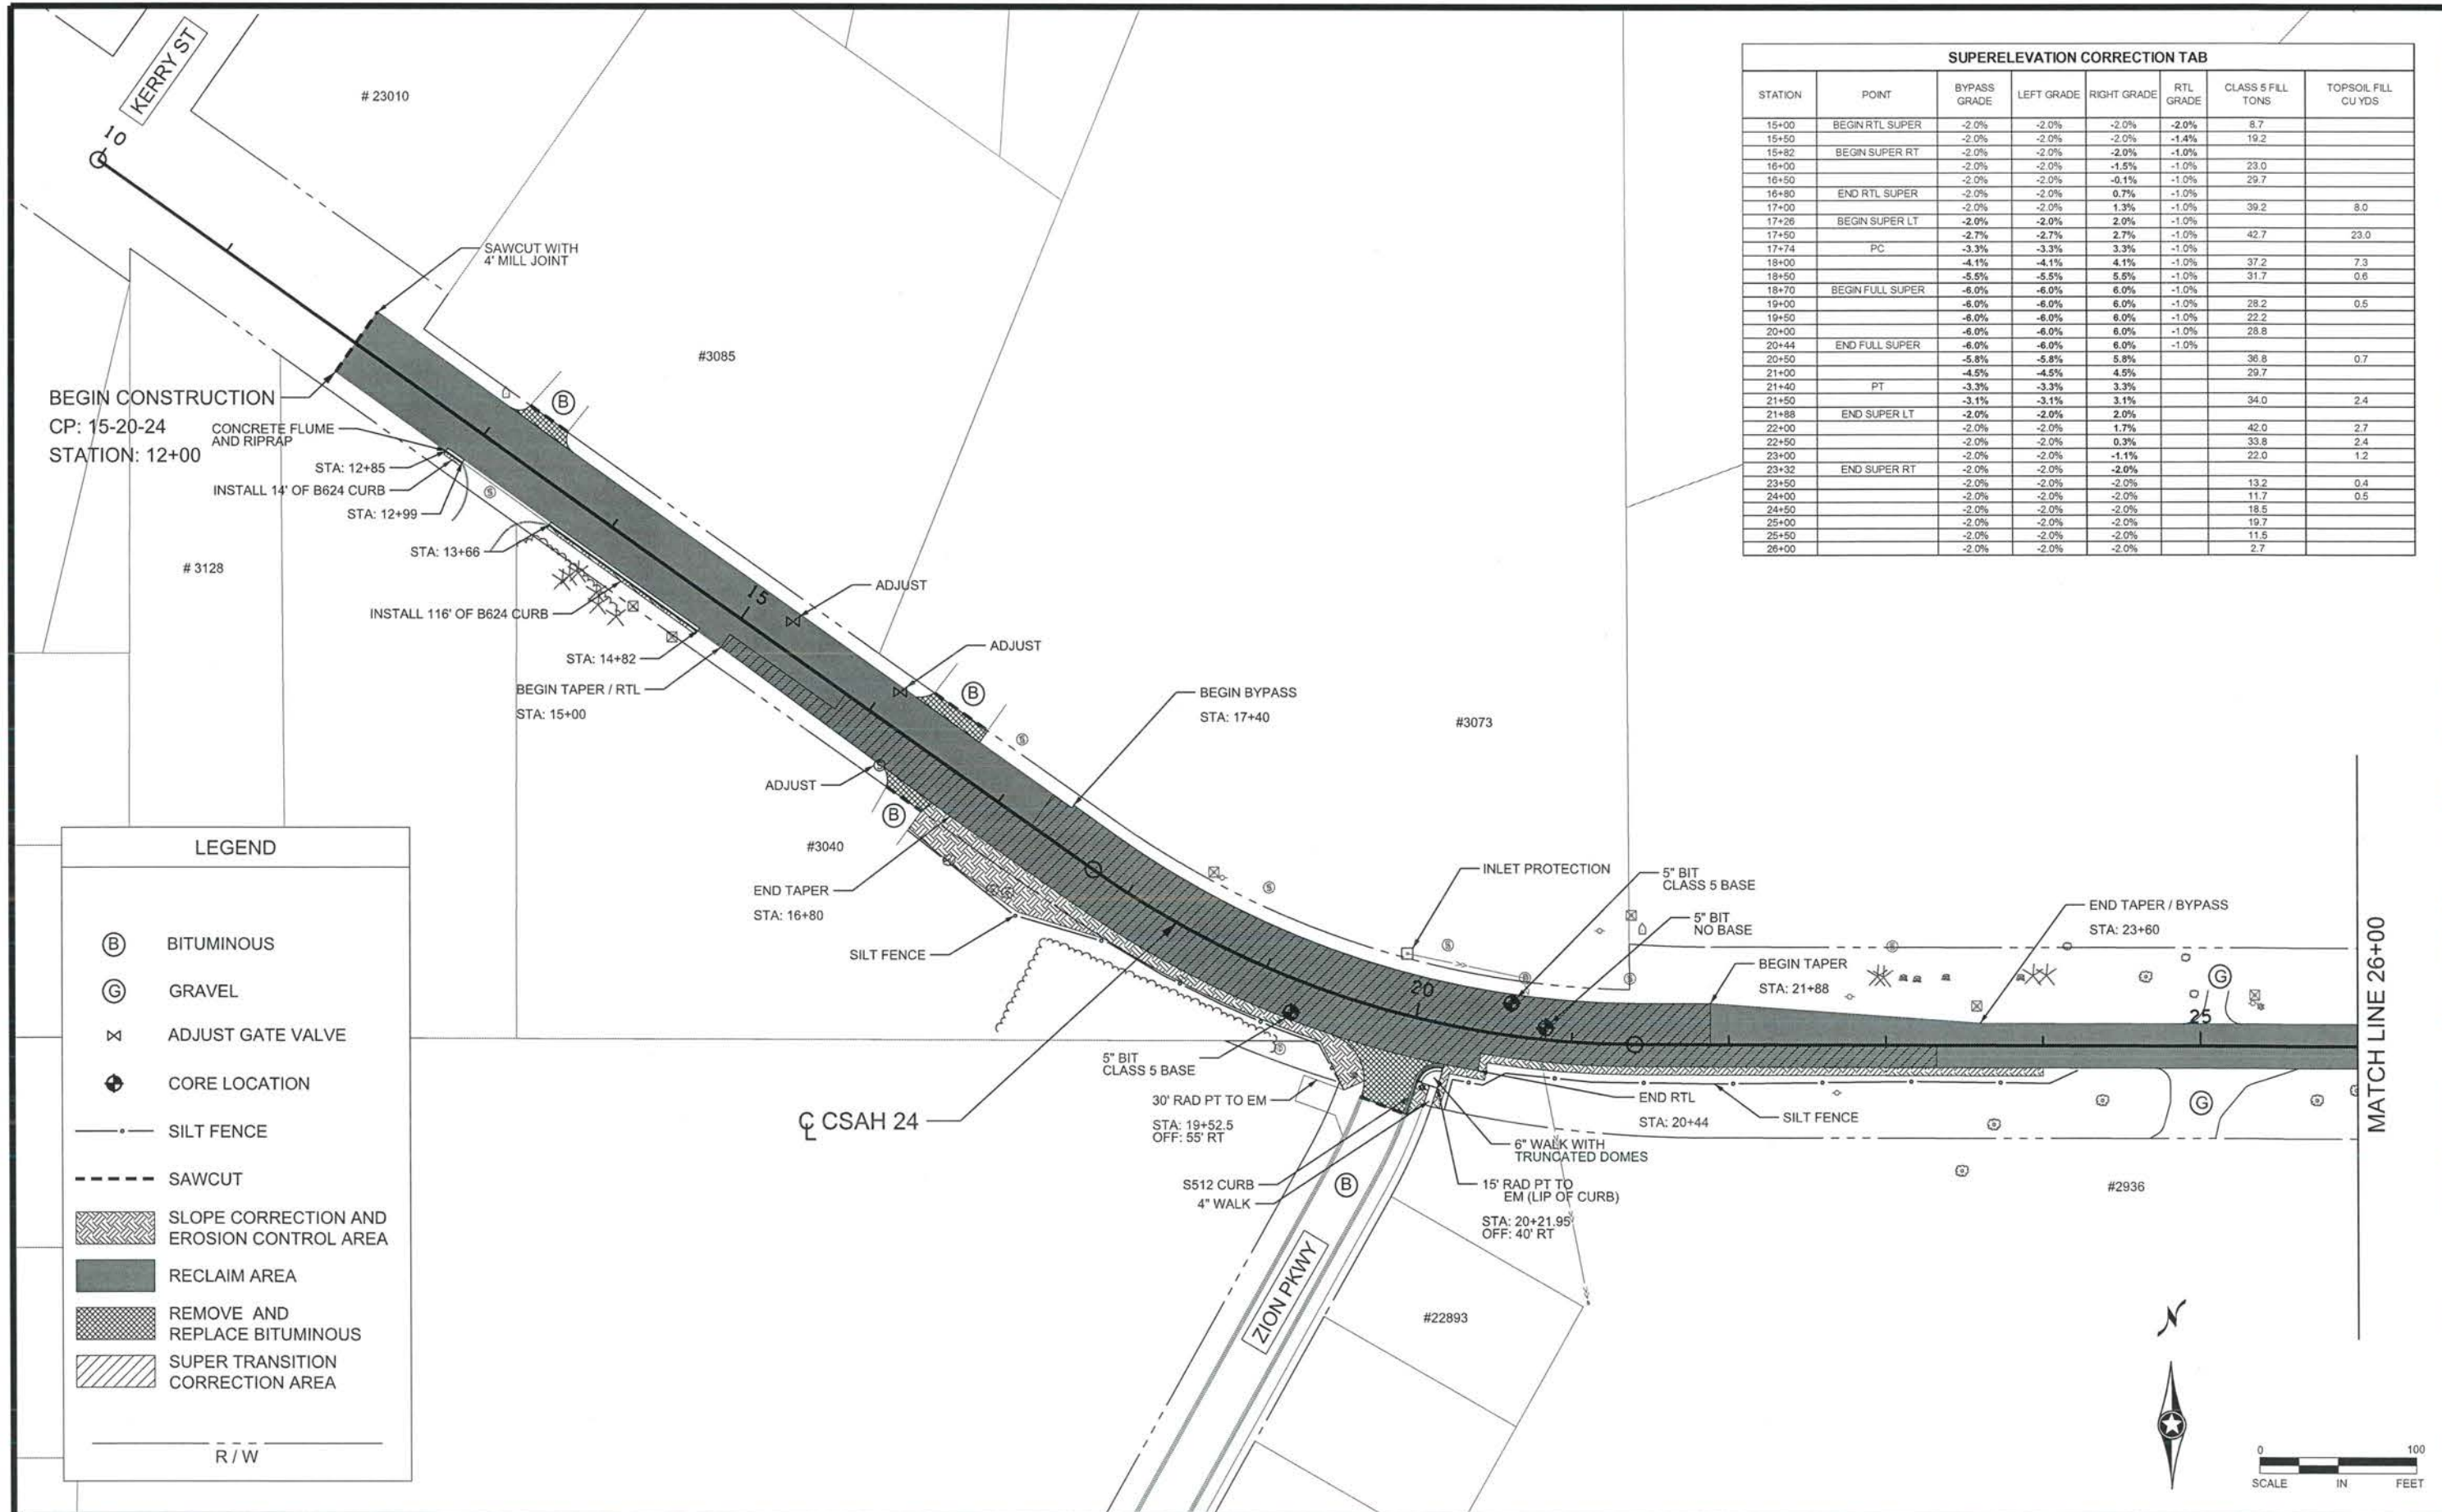 KERRY ST
10
# 23010
SAWCUT WITH
4' MILL JOINT
#3085
BEGIN CONSTRUCTION
CP: 15-20-24
STATION: 12+00
CONCRETE FLUME
AND RIPRAP
STA: 12+85
INSTALL 14' OF B624 CURB
STA: 12+99
STA: 13+66
# 3128
INSTALL 116' OF B624 CURB
STA: 14+82
BEGIN TAPER / RTL
STA: 15+00
B
15
ADJUST
ADJUST
B
BEGIN BYPASS
STA: 17+40
#3073
ADJUST
B
#3040
END TAPER
STA: 16+80
SILT FENCE
INLET PROTECTION
5" BIT
CLASS 5 BASE
5" BIT
NO BASE
20
BEGIN TAPER
STA: 21+88
END TAPER / BYPASS
STA: 23+60
G
25
MATCH LINE 26+00
5" BIT
CLASS 5 BASE
30' RAD PT TO EM
STA: 19+52.5
OFF: 55' RT
℄ CSAH 24
S512 CURB
4" WALK
B
6" WALK WITH
TRUNCATED DOMES
15' RAD PT TO
EM (LIP OF CURB)
STA: 20+21.95
OFF: 40' RT
END RTL
STA: 20+44
SILT FENCE
G
#2936
ZION PKWY
#22893
SUPERELEVATION CORRECTION TAB
STATION POINT BYPASS GRADE LEFT GRADE RIGHT GRADE RTL GRADE CLASS 5 FILL TONS TOPSOIL FILL CU YDS
15+00 BEGIN RTL SUPER -2.0% -2.0% -2.0% -2.0% 8.7
15+50 -2.0% -2.0% -2.0% -1.4% 19.2
15+82 BEGIN SUPER RT -2.0% -2.0% -2.0% -1.0%
16+00 -2.0% -2.0% -1.5% -1.0% 23.0
16+50 -2.0% -2.0% -0.1% -1.0% 29.7
16+80 END RTL SUPER -2.0% -2.0% 0.7% -1.0%
17+00 -2.0% -2.0% 1.3% -1.0% 39.2 8.0
17+26 BEGIN SUPER LT -2.0% -2.0% 2.0% -1.0%
17+50 -2.7% -2.7% 2.7% -1.0% 42.7 23.0
17+74 PC -3.3% -3.3% 3.3% -1.0%
18+00 -4.1% -4.1% 4.1% -1.0% 37.2 7.3
18+50 -5.5% -5.5% 5.5% -1.0% 31.7 0.6
18+70 BEGIN FULL SUPER -6.0% -6.0% 6.0% -1.0%
19+00 -6.0% -6.0% 6.0% -1.0% 28.2 0.5
19+50 -6.0% -6.0% 6.0% -1.0% 22.2
20+00 -6.0% -6.0% 6.0% -1.0% 28.8
20+44 END FULL SUPER -6.0% -6.0% 6.0% -1.0%
20+50 -5.8% -5.8% 5.8% 36.8 0.7
21+00 -4.5% -4.5% 4.5% 29.7
21+40 PT -3.3% -3.3% 3.3%
21+50 -3.1% -3.1% 3.1% 34.0 2.4
21+88 END SUPER LT -2.0% -2.0% 2.0%
22+00 -2.0% -2.0% 1.7% 42.0 2.7
22+50 -2.0% -2.0% 0.3% 33.8 2.4
23+00 -2.0% -2.0% -1.1% 22.0 1.2
23+32 END SUPER RT -2.0% -2.0% -2.0%
23+50 -2.0% -2.0% -2.0% 13.2 0.4
24+00 -2.0% -2.0% -2.0% 11.7 0.5
24+50 -2.0% -2.0% -2.0% 18.5
25+00 -2.0% -2.0% -2.0% 19.7
25+50 -2.0% -2.0% -2.0% 11.5
26+00 -2.0% -2.0% -2.0% 2.7
LEGEND
B BITUMINOUS
G GRAVEL
ADJUST GATE VALVE
CORE LOCATION
SILT FENCE
SAWCUT
SLOPE CORRECTION AND
EROSION CONTROL AREA
RECLAIM AREA
REMOVE AND
REPLACE BITUMINOUS
SUPER TRANSITION
CORRECTION AREA
R / W
N
0 100
SCALE IN FEET